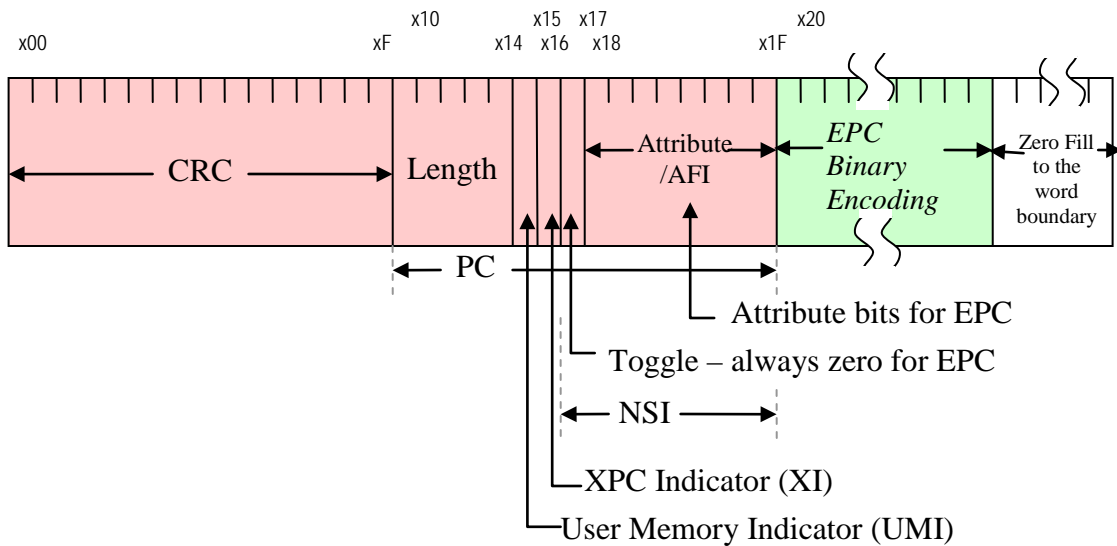 x10 x15 x17 x20
x00 xF x14 x16 x18 x1F
CRC
Length
Attribute
/AFI
EPC
Binary
Encoding
Zero Fill
to the
word
boundary
PC
Attribute bits for EPC
Toggle – always zero for EPC
NSI
XPC Indicator (XI)
User Memory Indicator (UMI)